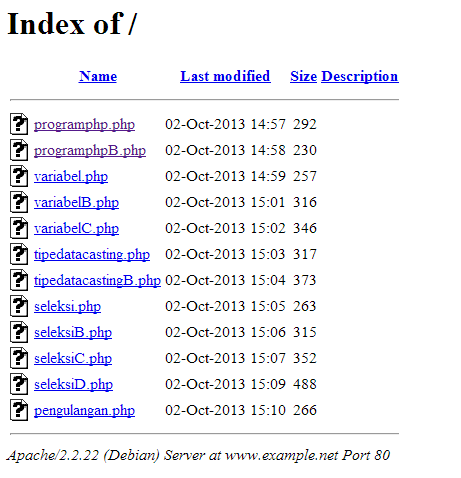 Index of /
Name Last modified Size Description
programphp.php 02-Oct-2013 14:57 292
programphpB.php 02-Oct-2013 14:58 230
variabel.php 02-Oct-2013 14:59 257
variabelB.php 02-Oct-2013 15:01 316
variabelC.php 02-Oct-2013 15:02 346
tipedatacasting.php 02-Oct-2013 15:03 317
tipedatacastingB.php 02-Oct-2013 15:04 373
seleksi.php 02-Oct-2013 15:05 263
seleksiB.php 02-Oct-2013 15:06 315
seleksiC.php 02-Oct-2013 15:07 352
seleksiD.php 02-Oct-2013 15:09 488
pengulangan.php 02-Oct-2013 15:10 266
Apache/2.2.22 (Debian) Server at www.example.net Port 80